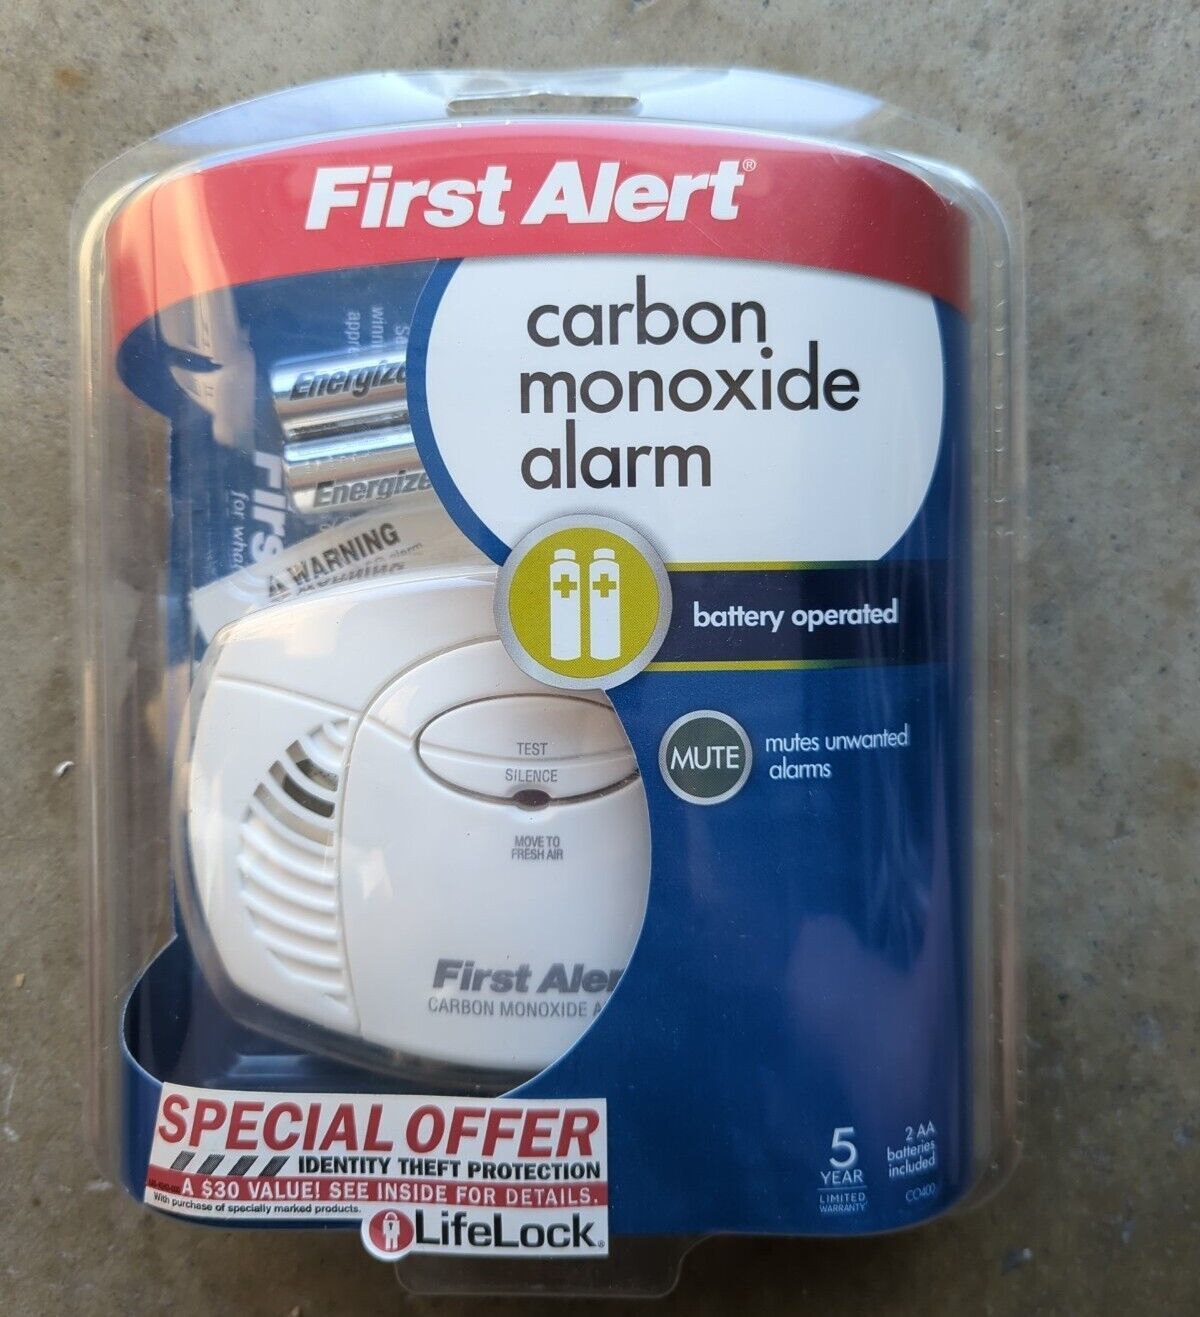 First Alert®
carbon
monoxide
alarm
Energize
Energize
WARNING
battery operated
MUTE
mutes unwanted
alarms
TEST
SILENCE
MOVE TO
FRESH AIR
First Aler
CARBON MONOXIDE A
SPECIAL OFFER
IDENTITY THEFT PROTECTION
A $30 VALUE! SEE INSIDE FOR DETAILS.
With purchase of specially marked products.
LifeLock®
5
YEAR
LIMITED
WARRANTY
2 AA
batteries
included
CO400